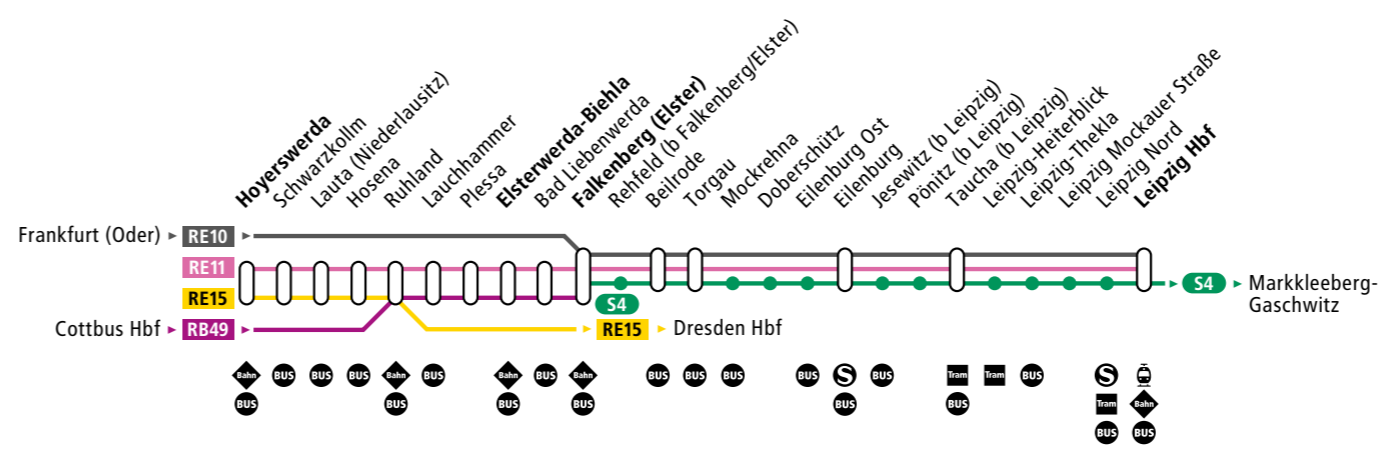 Hoyerswerda
Schwarzkollm
Lauta (Niederlausitz)
Hosena
Ruhland
Lauchhammer
Plessa
Elsterwerda-Biehla
Bad Liebenwerda
Falkenberg (Elster)
Rehfeld (b Falkenberg/Elster)
Beilrode
Torgau
Mockrehna
Doberschütz
Eilenburg Ost
Eilenburg
Jesewitz (b Leipzig)
Pönitz (b Leipzig)
Taucha (b Leipzig)
Leipzig-Heiterblick
Leipzig-Thekla
Leipzig Mockauer Straße
Leipzig Nord
Leipzig Hbf
Frankfurt (Oder) RE10
RE11
RE15
Cottbus Hbf RB49
S4
RE15 Dresden Hbf
S4 Markkleeberg-
Gaschwitz
Bahn BUS BUS BUS Bahn BUS Bahn BUS Bahn BUS BUS BUS BUS S BUS Tram Tram BUS S
BUS BUS BUS BUS BUS BUS Tram Bahn
BUS BUS